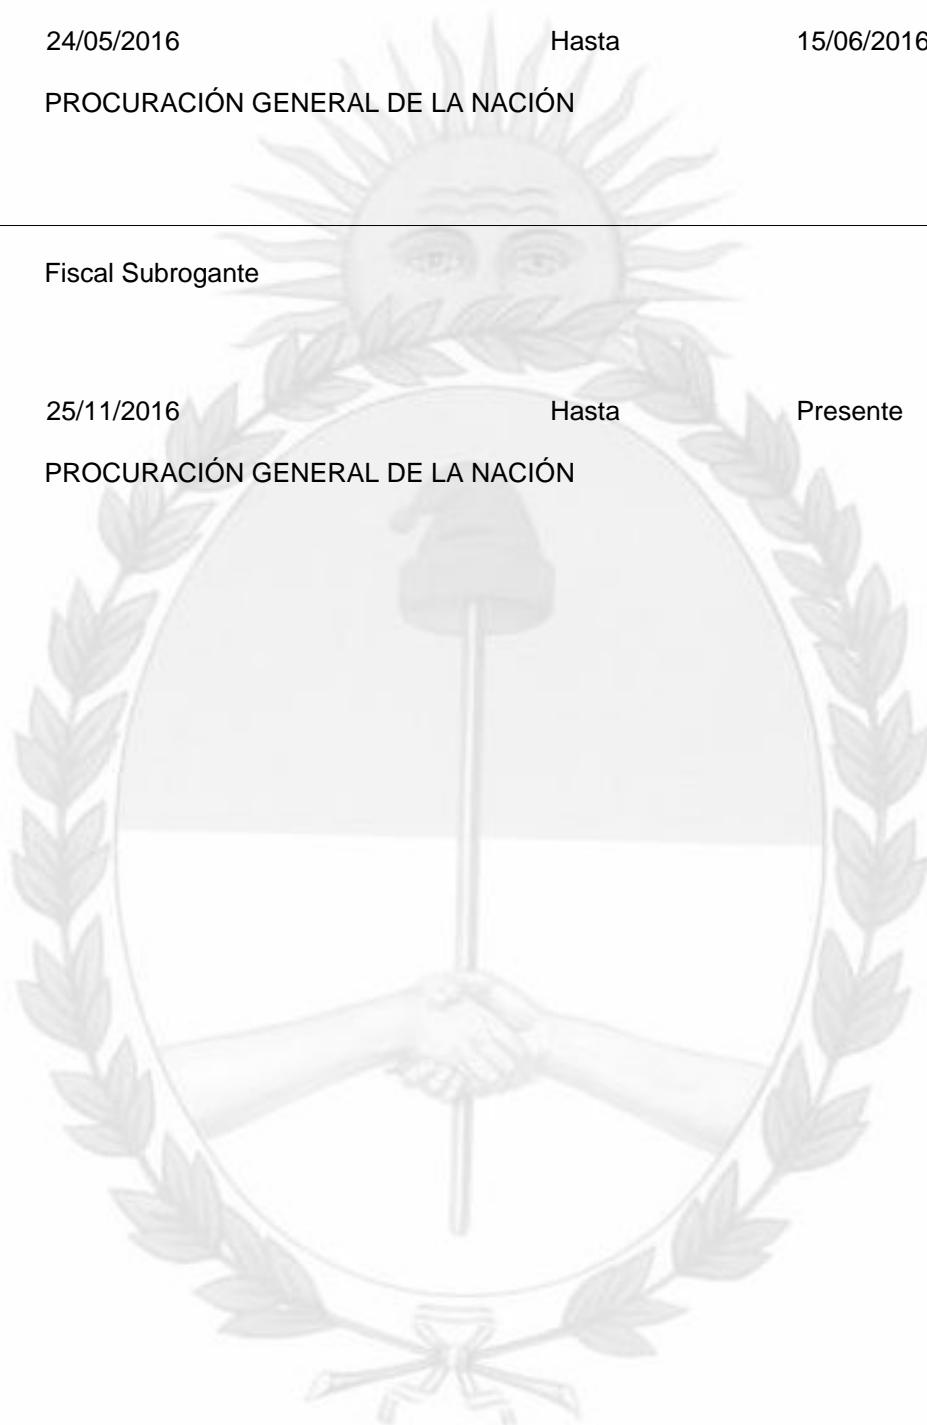 24/05/2016 Hasta 15/06/2016
PROCURACIÓN GENERAL DE LA NACIÓN
Fiscal Subrogante
25/11/2016 Hasta Presente
PROCURACIÓN GENERAL DE LA NACIÓN